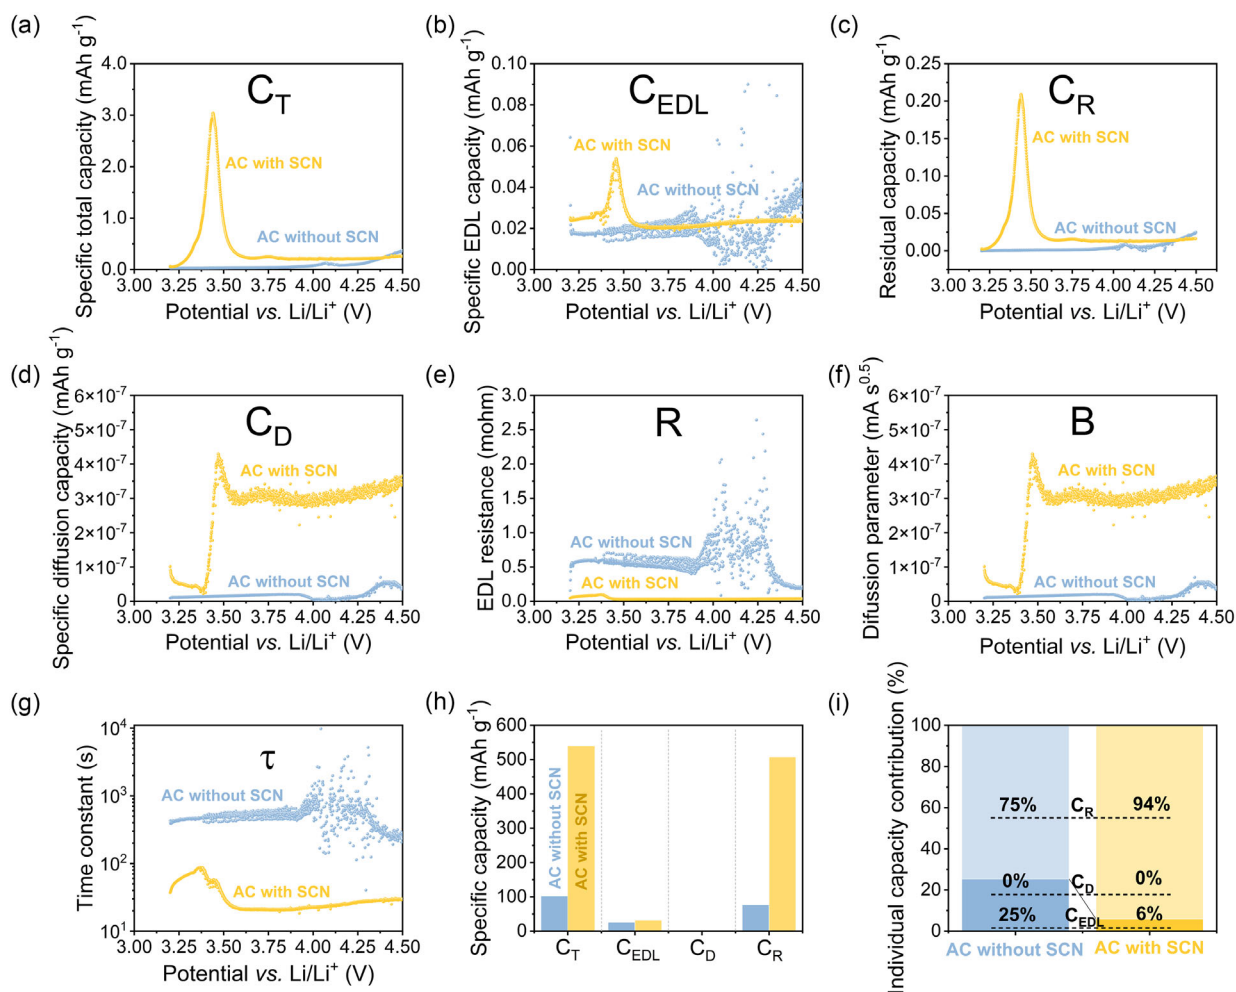 (a)
Specific total capacity (mAh g⁻¹)
4.0
3.0
2.0
1.0
0.0
C_T
AC with SCN
AC without SCN
3.00 3.25 3.50 3.75 4.00 4.25 4.50
Potential vs. Li/Li⁺ (V)
(b)
Specific EDL capacity (mAh g⁻¹)
0.10
0.08
0.06
0.04
0.02
0.00
C_EDL
AC with SCN
AC without SCN
3.00 3.25 3.50 3.75 4.00 4.25 4.50
Potential vs. Li/Li⁺ (V)
(c)
Residual capacity (mAh g⁻¹)
0.25
0.20
0.15
0.10
0.05
0.00
C_R
AC with SCN
AC without SCN
3.00 3.25 3.50 3.75 4.00 4.25 4.50
Potential vs. Li/Li⁺ (V)
(d)
Specific diffusion capacity (mAh g⁻¹)
6×10⁻⁷
5×10⁻⁷
4×10⁻⁷
3×10⁻⁷
2×10⁻⁷
1×10⁻⁷
0
C_D
AC with SCN
AC without SCN
3.00 3.25 3.50 3.75 4.00 4.25 4.50
Potential vs. Li/Li⁺ (V)
(e)
EDL resistance (mohm)
3.0
2.5
2.0
1.5
1.0
0.5
0.0
R
AC without SCN
AC with SCN
3.00 3.25 3.50 3.75 4.00 4.25 4.50
Potential vs. Li/Li⁺ (V)
(f)
Difussion parameter (mA s⁰·⁵)
6×10⁻⁷
5×10⁻⁷
4×10⁻⁷
3×10⁻⁷
2×10⁻⁷
1×10⁻⁷
0
B
AC with SCN
AC without SCN
3.00 3.25 3.50 3.75 4.00 4.25 4.50
Potential vs. Li/Li⁺ (V)
(g)
Time constant (s)
10⁴
10³
10²
10¹
τ
AC without SCN
AC with SCN
3.00 3.25 3.50 3.75 4.00 4.25 4.50
Potential vs. Li/Li⁺ (V)
(h)
Specific capacity (mAh g⁻¹)
600
500
400
300
200
100
0
AC without SCN
AC with SCN
C_T C_EDL C_D C_R
(i)
Individual capacity contribution (%)
100
80
60
40
20
0
75% C_R 94%
0% C_D 0%
25% C_EDL 6%
AC without SCN AC with SCN